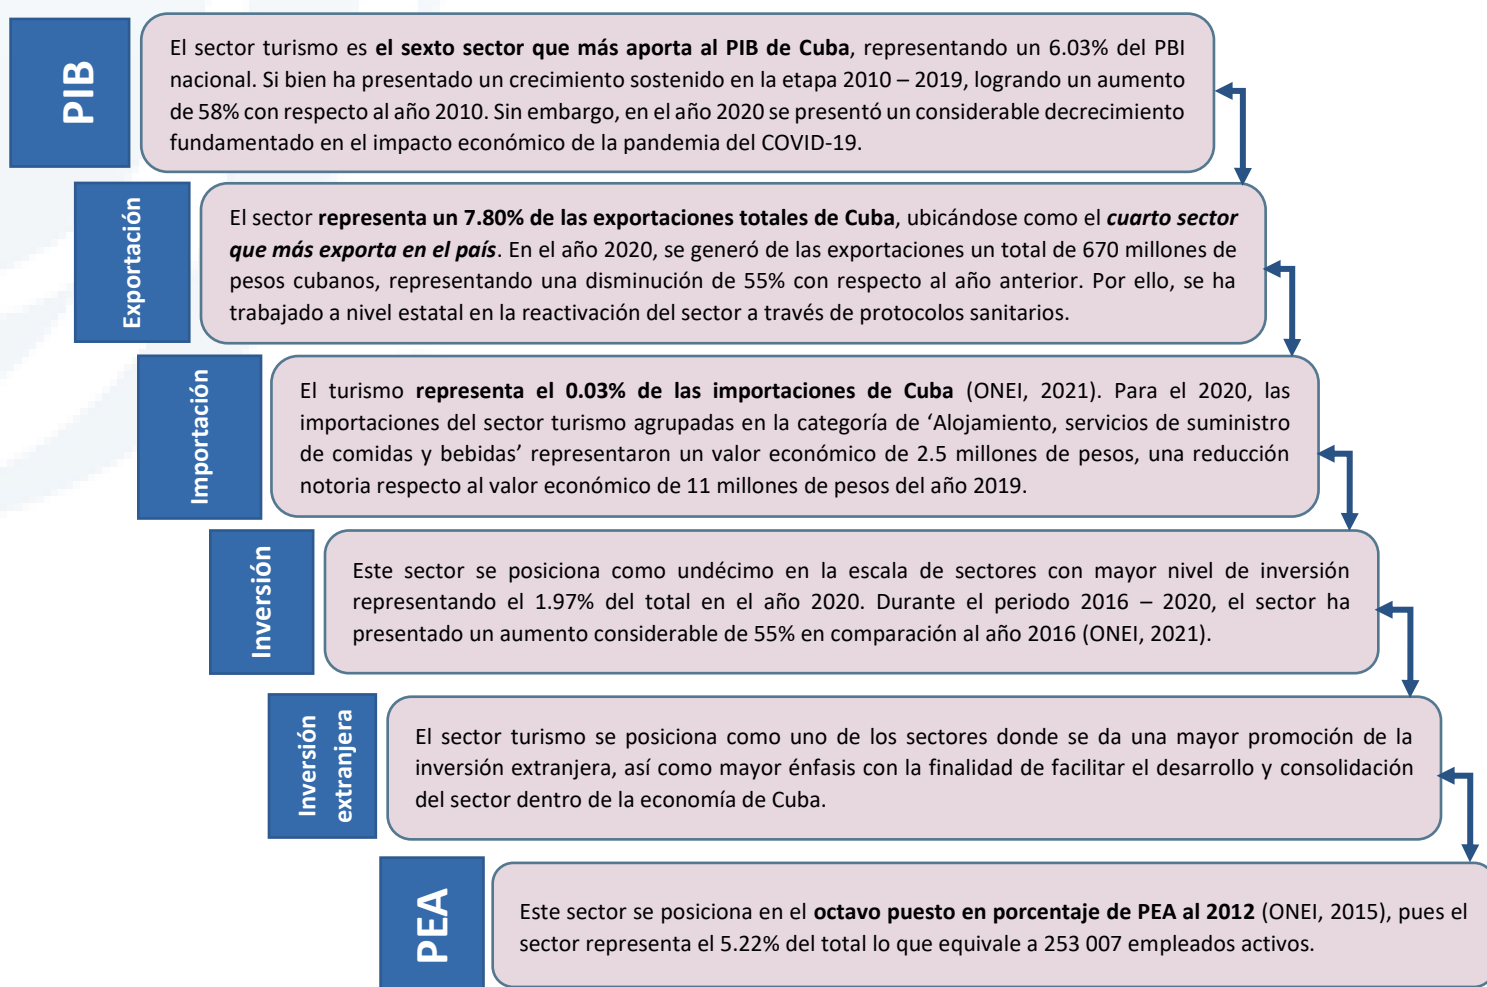 PIB
El sector turismo es el sexto sector que más aporta al PIB de Cuba, representando un 6.03% del PBI
nacional. Si bien ha presentado un crecimiento sostenido en la etapa 2010 – 2019, logrando un aumento
de 58% con respecto al año 2010. Sin embargo, en el año 2020 se presentó un considerable decrecimiento
fundamentado en el impacto económico de la pandemia del COVID-19.
Exportación
El sector representa un 7.80% de las exportaciones totales de Cuba, ubicándose como el cuarto sector
que más exporta en el país. En el año 2020, se generó de las exportaciones un total de 670 millones de
pesos cubanos, representando una disminución de 55% con respecto al año anterior. Por ello, se ha
trabajado a nivel estatal en la reactivación del sector a través de protocolos sanitarios.
Importación
El turismo representa el 0.03% de las importaciones de Cuba (ONEI, 2021). Para el 2020, las
importaciones del sector turismo agrupadas en la categoría de ‘Alojamiento, servicios de suministro
de comidas y bebidas’ representaron un valor económico de 2.5 millones de pesos, una reducción
notoria respecto al valor económico de 11 millones de pesos del año 2019.
Inversión
Este sector se posiciona como undécimo en la escala de sectores con mayor nivel de inversión
representando el 1.97% del total en el año 2020. Durante el periodo 2016 – 2020, el sector ha
presentado un aumento considerable de 55% en comparación al año 2016 (ONEI, 2021).
Inversión
extranjera
El sector turismo se posiciona como uno de los sectores donde se da una mayor promoción de la
inversión extranjera, así como mayor énfasis con la finalidad de facilitar el desarrollo y consolidación
del sector dentro de la economía de Cuba.
PEA
Este sector se posiciona en el octavo puesto en porcentaje de PEA al 2012 (ONEI, 2015), pues el
sector representa el 5.22% del total lo que equivale a 253 007 empleados activos.